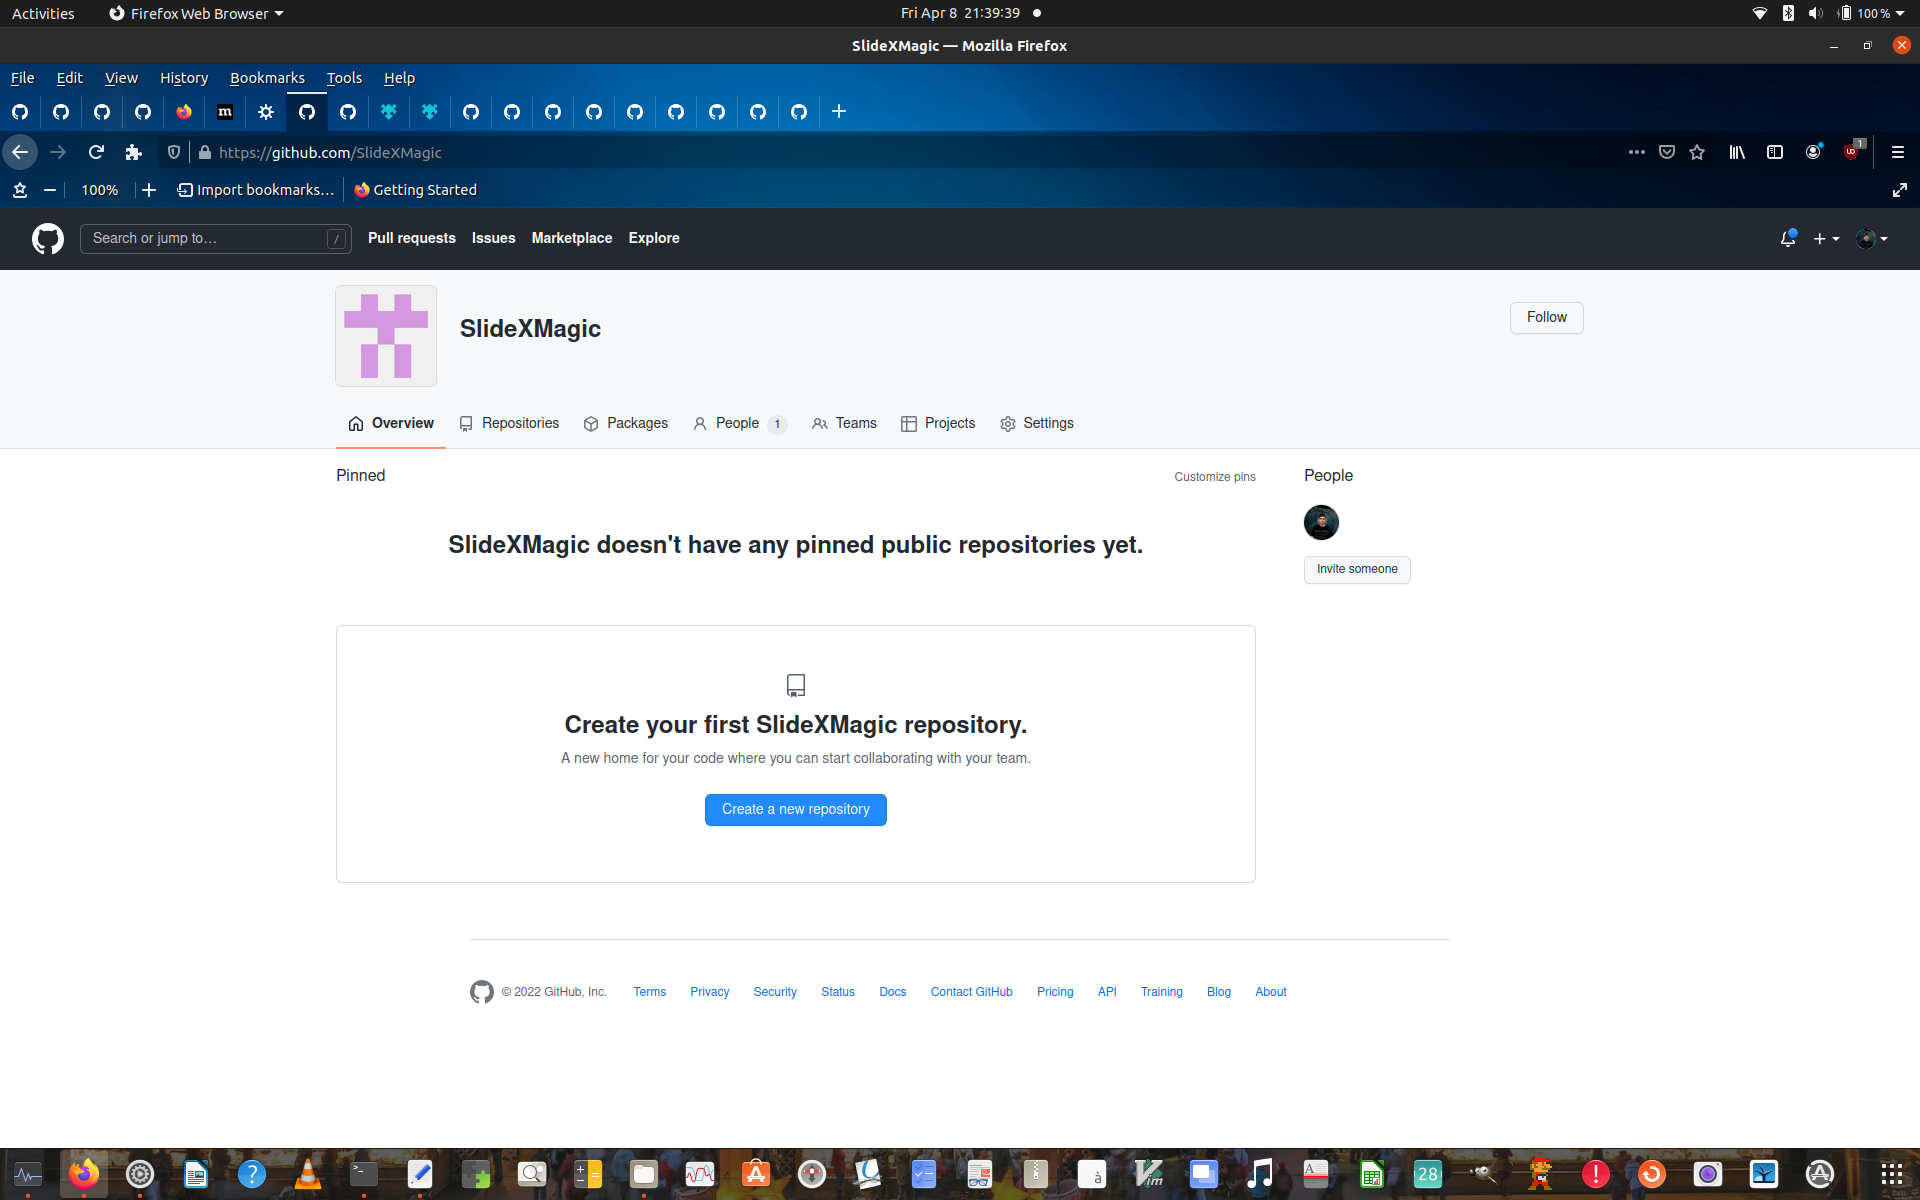 Activities Firefox Web Browser Fri Apr 8 21:39:39 100 %
SlideXMagic — Mozilla Firefox
File Edit View History Bookmarks Tools Help
m
https://github.com/SlideXMagic 1
100% Import bookmarks... Getting Started
Search or jump to... / Pull requests Issues Marketplace Explore
SlideXMagic Follow
Overview Repositories Packages People 1 Teams Projects Settings
Pinned Customize pins People
SlideXMagic doesn't have any pinned public repositories yet.
Invite someone
Create your first SlideXMagic repository.
A new home for your code where you can start collaborating with your team.
Create a new repository
© 2022 GitHub, Inc. Terms Privacy Security Status Docs Contact GitHub Pricing API Training Blog About
? >_ à Vim A 28 !